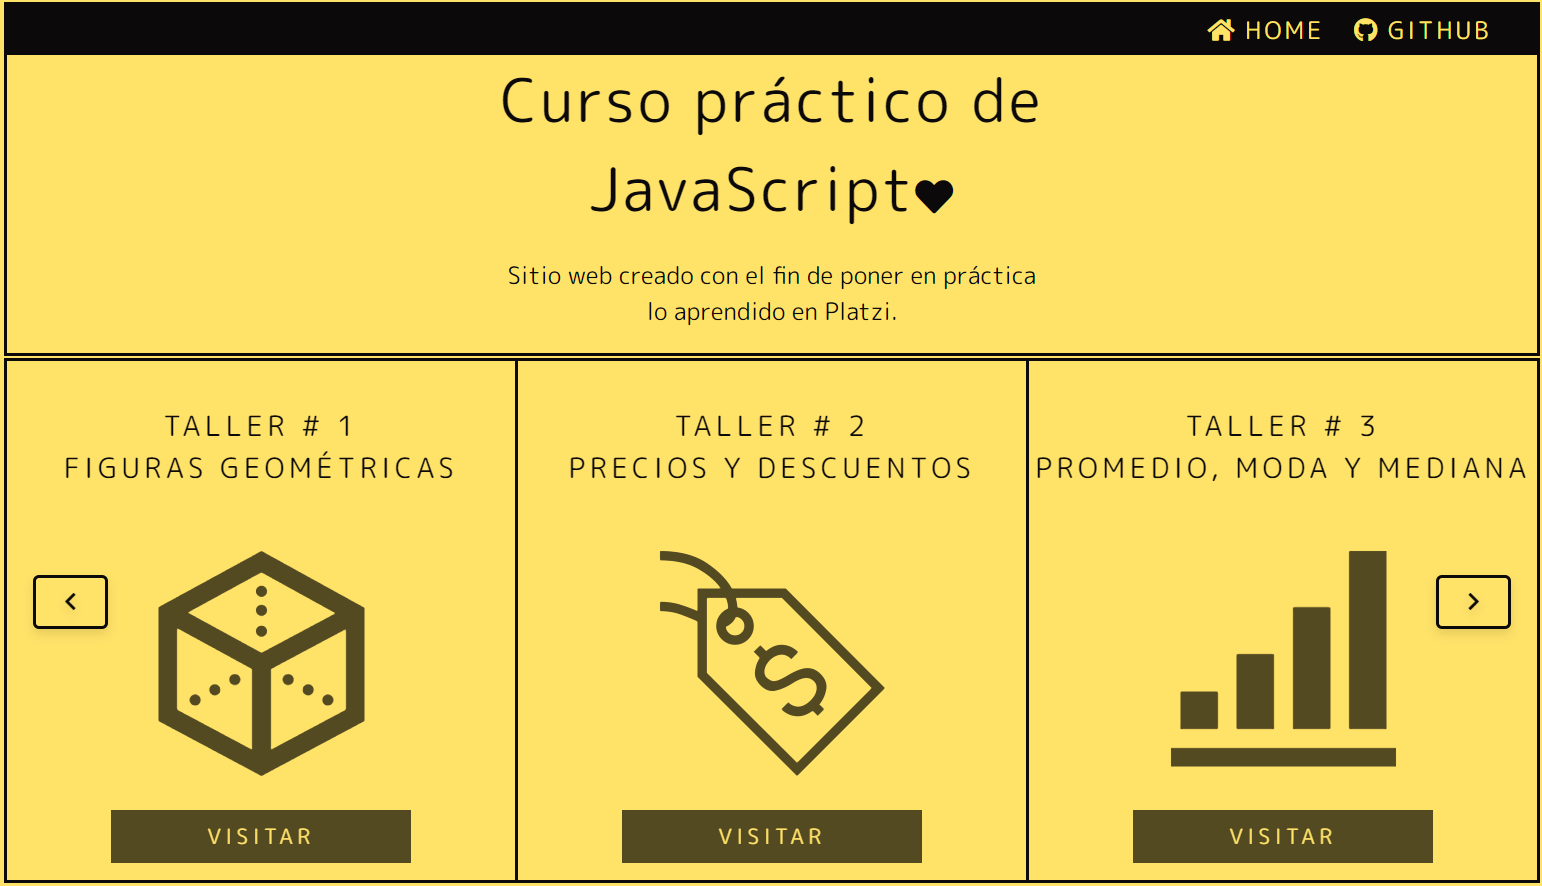 HOME GITHUB
Curso práctico de
JavaScript
Sitio web creado con el fin de poner en práctica
lo aprendido en Platzi.
TALLER # 1
FIGURAS GEOMÉTRICAS
VISITAR
TALLER # 2
PRECIOS Y DESCUENTOS
$
VISITAR
TALLER # 3
PROMEDIO, MODA Y MEDIANA
VISITAR